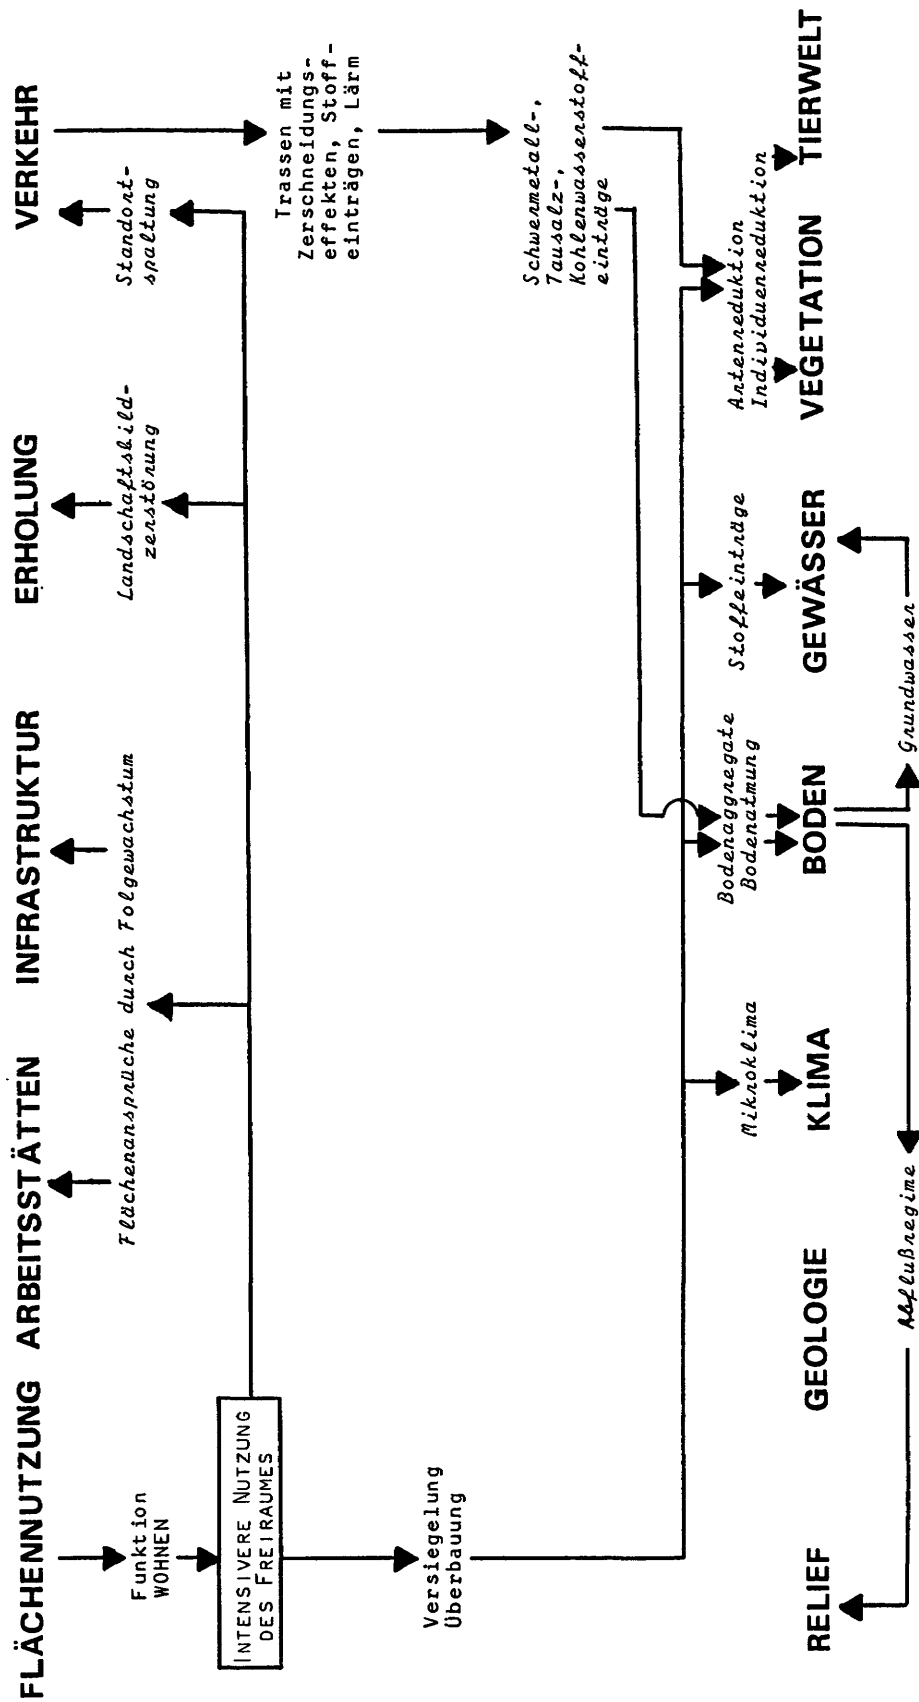 FLÄCHENNUTZUNG ARBEITSSTÄTTEN INFRASTRUKTUR ERHOLUNG VERKEHR
Funktion
WOHNEN
Flächenansprüche durch Folgewachstum
Landschaftsbild-
zerstörung
Standort-
spaltung
INTENSIVERE NUTZUNG
DES FREIRAUMES
Trassen mit
Zerschneidungs-
effekten, Stoff-
einträgen, Lärm
Versiegelung
Überbauung
Schwermetall-,
Tausalz-,
Kohlenwasserstoff-
einträge
Mikroklima
Bodenaggregate
Bodenatmung
Stoffeinträge
Artenreduktion
Individuenreduktion
RELIEF GEOLOGIE KLIMA BODEN GEWÄSSER VEGETATION TIERWELT
Abflußregime
Grundwasser